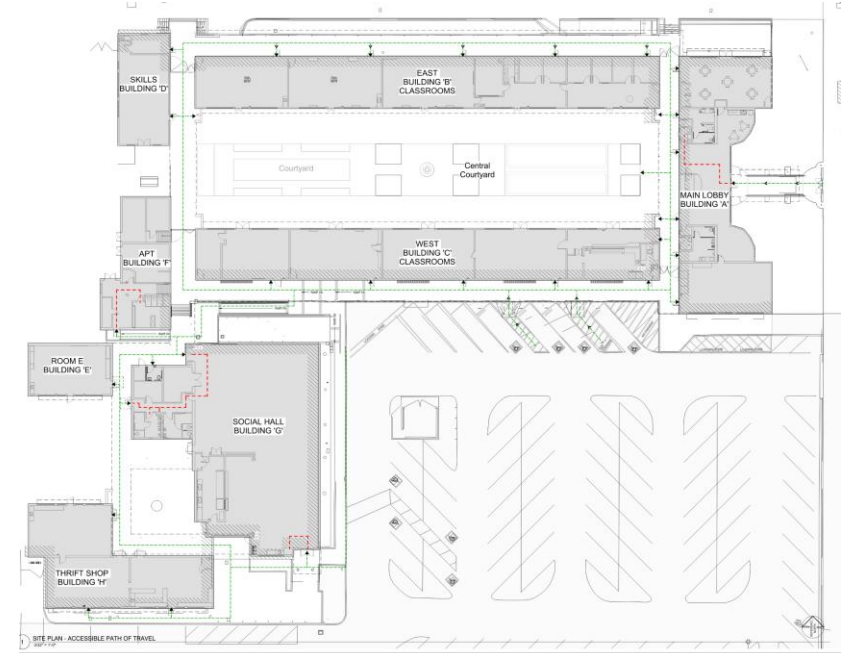 SKILLS
BUILDING 'D'
EAST
BUILDING 'B'
CLASSROOMS
Courtyard
Central
Courtyard
MAIN LOBBY
BUILDING 'A'
WEST
BUILDING 'C'
CLASSROOMS
APT
BUILDING 'F'
ROOM E
BUILDING 'E'
SOCIAL HALL
BUILDING 'G'
THRIFT SHOP
BUILDING 'H'
1 SITE PLAN - ACCESSIBLE PATH OF TRAVEL